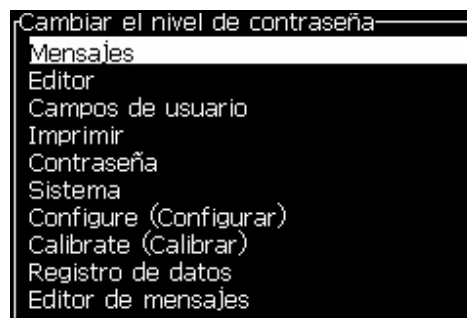 Cambiar el nivel de contraseña
Mensajes
Editor
Campos de usuario
Imprimir
Contraseña
Sistema
Configure (Configurar)
Calibrate (Calibrar)
Registro de datos
Editor de mensajes